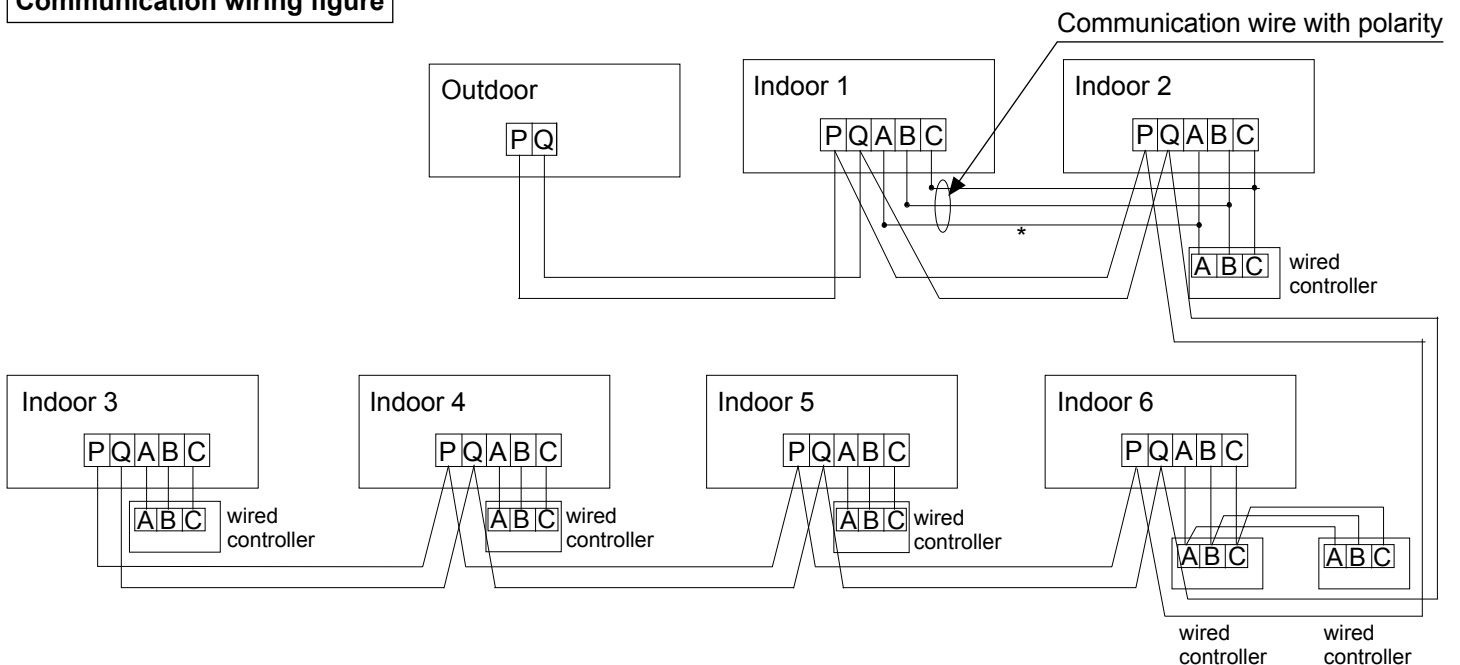 Communication wiring figure
Communication wire with polarity
Outdoor
P Q
Indoor 1
P Q A B C
Indoor 2
P Q A B C
*
A B C
wired
controller
Indoor 3
P Q A B C
A B C
wired
controller
Indoor 4
P Q A B C
A B C
wired
controller
Indoor 5
P Q A B C
A B C
wired
controller
Indoor 6
P Q A B C
A B C
wired
controller
A B C
wired
controller